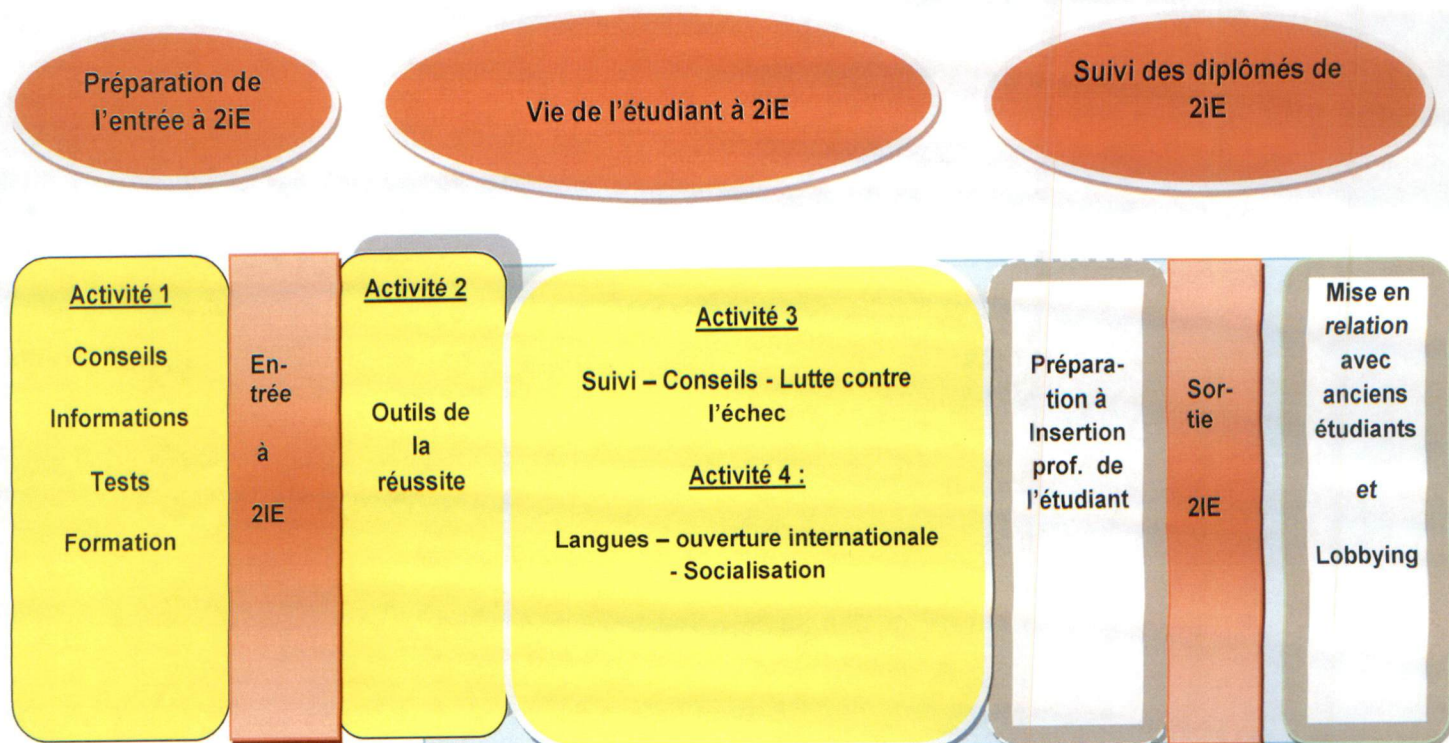 Préparation de
l'entrée à 2iE
Vie de l'étudiant à 2iE
Suivi des diplômés de
2iE
Activité 1
Conseils
Informations
Tests
Formation
En-
trée
à
2IE
Activité 2
Outils de
la
réussite
Activité 3
Suivi – Conseils - Lutte contre
l'échec
Activité 4 :
Langues – ouverture internationale
- Socialisation
Prépara-
tion à
Insertion
prof. de
l'étudiant
Sor-
tie
2IE
Mise en
relation
avec
anciens
étudiants
et
Lobbying